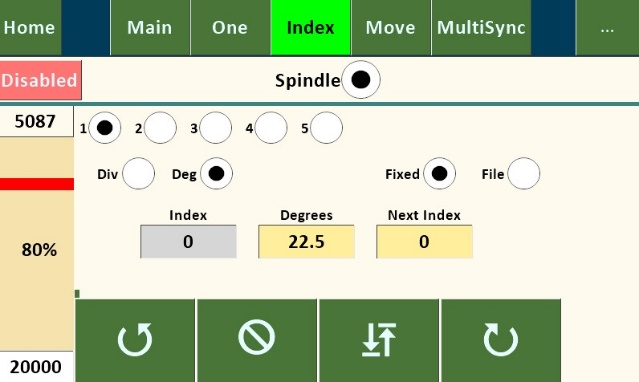 Home Main One Index Move MultiSync ...
Disabled Spindle
5087 1 2 3 4 5
Div Deg Fixed File
Index Degrees Next Index
0 22.5 0
80%
20000